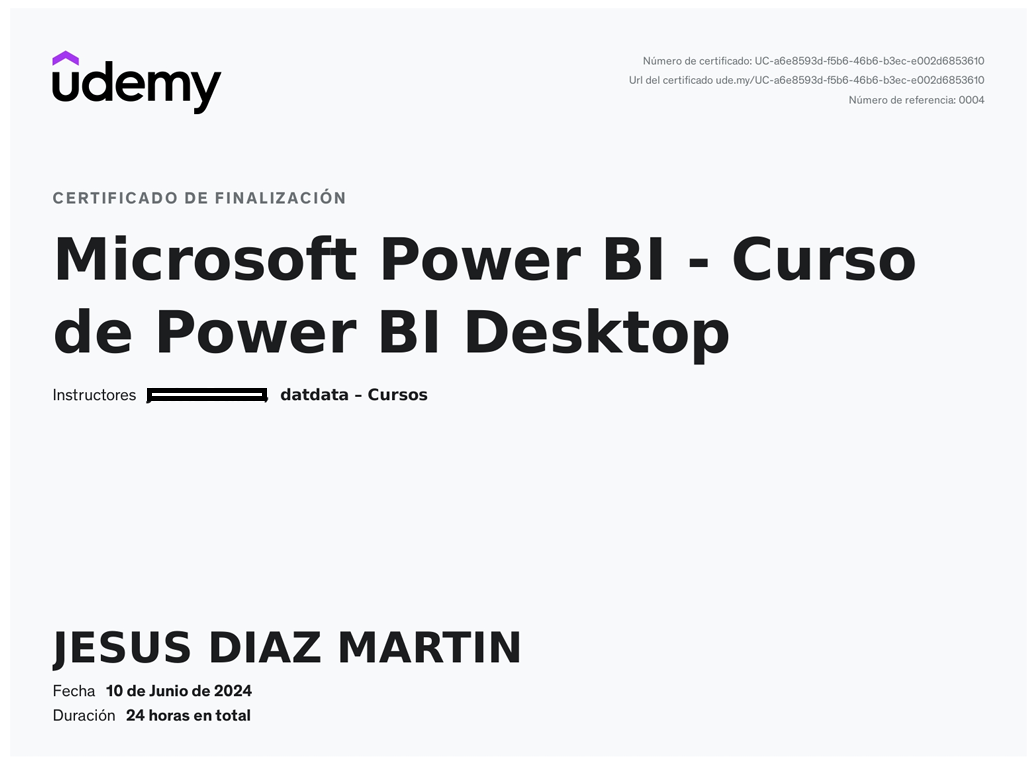 udemy
Número de certificado: UC-a6e8593d-f5b6-46b6-b3ec-e002d6853610
Url del certificado ude.my/UC-a6e8593d-f5b6-46b6-b3ec-e002d6853610
Número de referencia: 0004
CERTIFICADO DE FINALIZACIÓN
Microsoft Power BI - Curso
de Power BI Desktop
Instructores datdata – Cursos
JESUS DIAZ MARTIN
Fecha 10 de Junio de 2024
Duración 24 horas en total